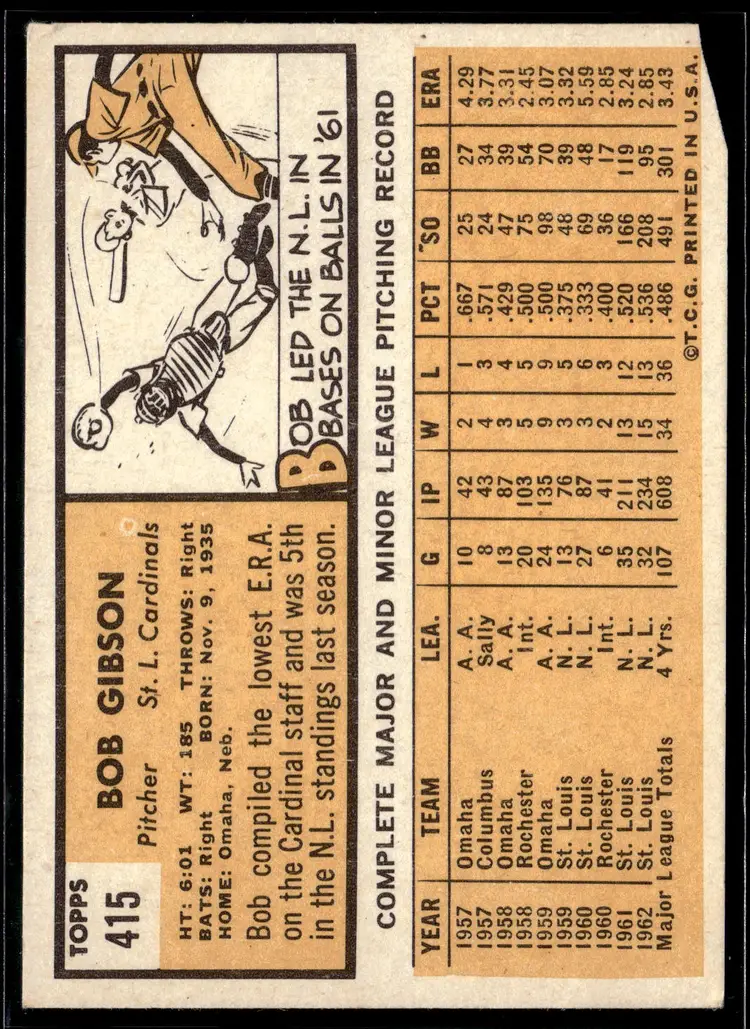 TOPPS
415
BOB GIBSON
Pitcher St. L. Cardinals
HT: 6:01 WT: 185 THROWS: Right
BATS: Right BORN: Nov. 9, 1935
HOME: Omaha, Neb.
Bob compiled the lowest E.R.A.
on the Cardinal staff and was 5th
in the N.L. standings last season.
BOB LED THE N.L. IN
BASES ON BALLS IN '61
COMPLETE MAJOR AND MINOR LEAGUE PITCHING RECORD
YEAR TEAM LEA. G IP W L PCT SO BB ERA
1957 Omaha A. A. 10 42 2 1 .667 25 27 4.29
1957 Columbus Sally 8 43 4 3 .571 24 34 3.77
1958 Omaha A. A. 13 87 3 4 .429 47 39 3.31
1958 Rochester Int. 20 103 5 5 .500 75 54 2.45
1959 Omaha A. A. 24 135 9 9 .500 98 70 3.07
1959 St. Louis N. L. 13 76 3 5 .375 48 39 3.32
1960 St. Louis N. L. 27 87 3 6 .333 69 48 5.59
1960 Rochester Int. 6 41 2 3 .400 36 17 2.85
1961 St. Louis N. L. 35 211 13 12 .520 166 119 3.24
1962 St. Louis N. L. 32 234 15 13 .536 208 95 2.85
Major League Totals 4 Yrs. 107 608 34 36 .486 491 301 3.43
©T.C.G. PRINTED IN U.S.A.